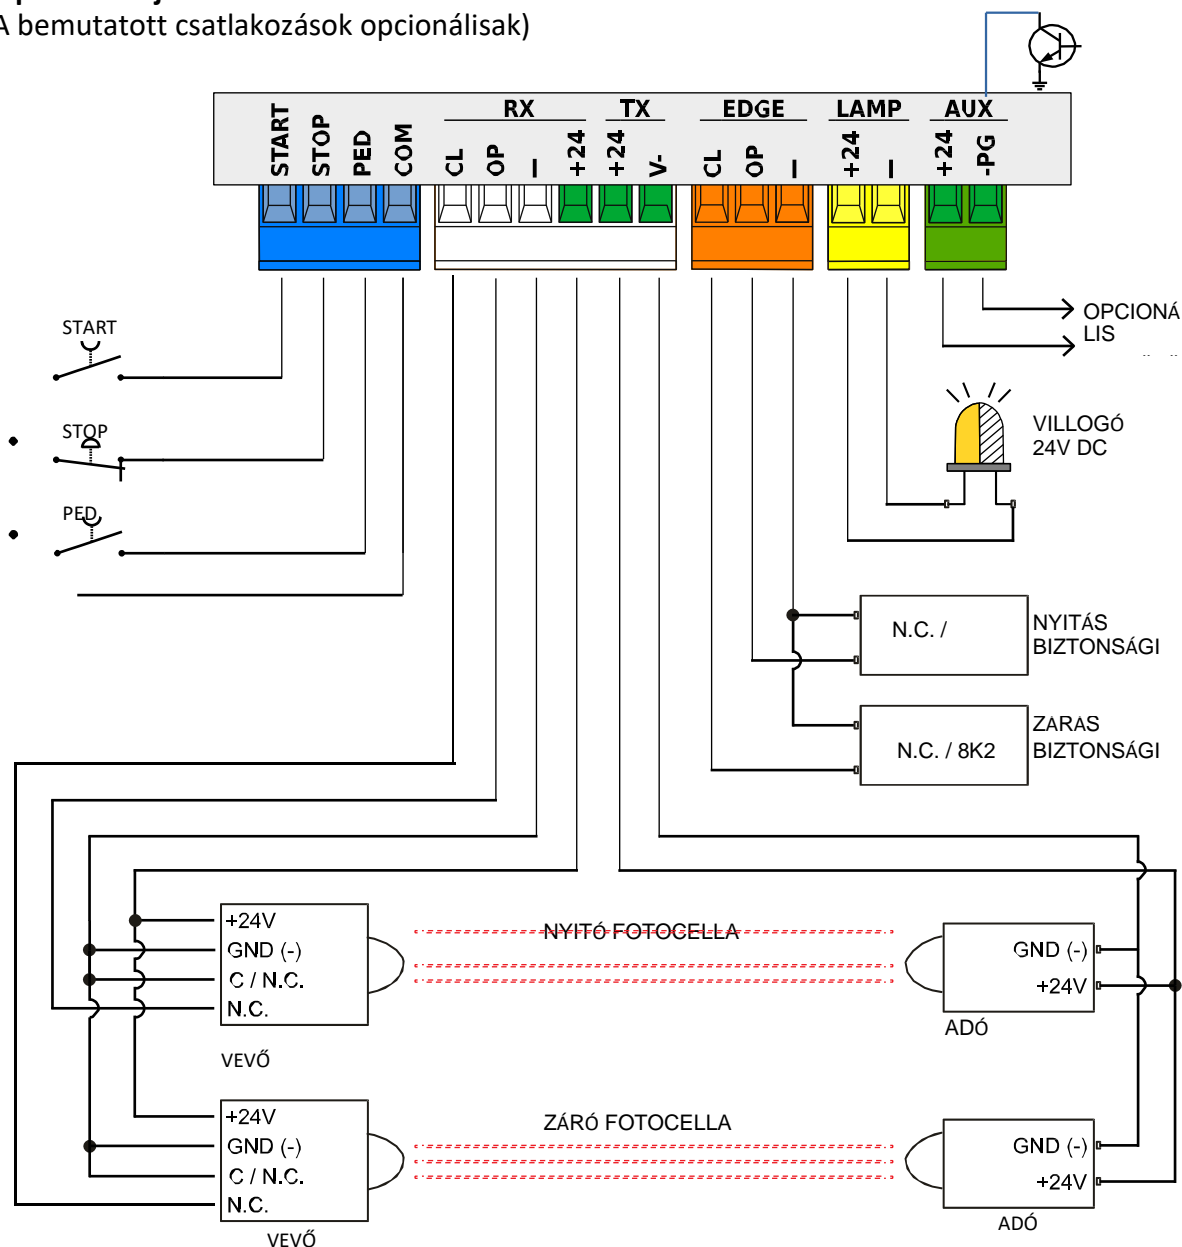 (A bemutatott csatlakozások opcionálisak)
RX TX EDGE LAMP AUX
START STOP PED COM CL OP — +24 +24 V- CL OP — +24 — +24 -PG
OPCIONÁ
LIS
START
STOP
PED
VILLOGÓ
24V DC
N.C. /
NYITÁS
BIZTONSÁGI
N.C. / 8K2
ZARAS
BIZTONSÁGI
+24V
GND (-)
C / N.C.
N.C.
VEVŐ
NYITÓ FOTOCELLA
GND (-)
+24V
ADÓ
+24V
GND (-)
C / N.C.
N.C.
VEVŐ
ZÁRÓ FOTOCELLA
GND (-)
+24V
ADÓ